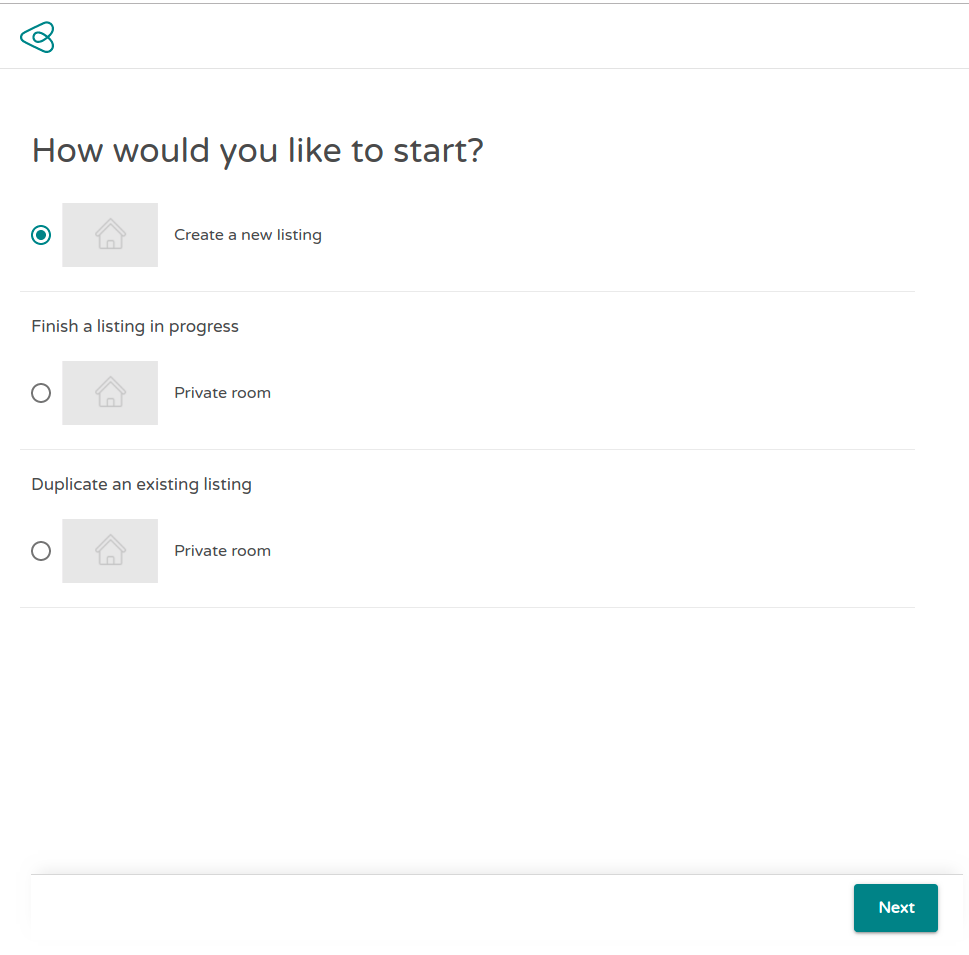 How would you like to start?
Create a new listing
Finish a listing in progress
Private room
Duplicate an existing listing
Private room
Next